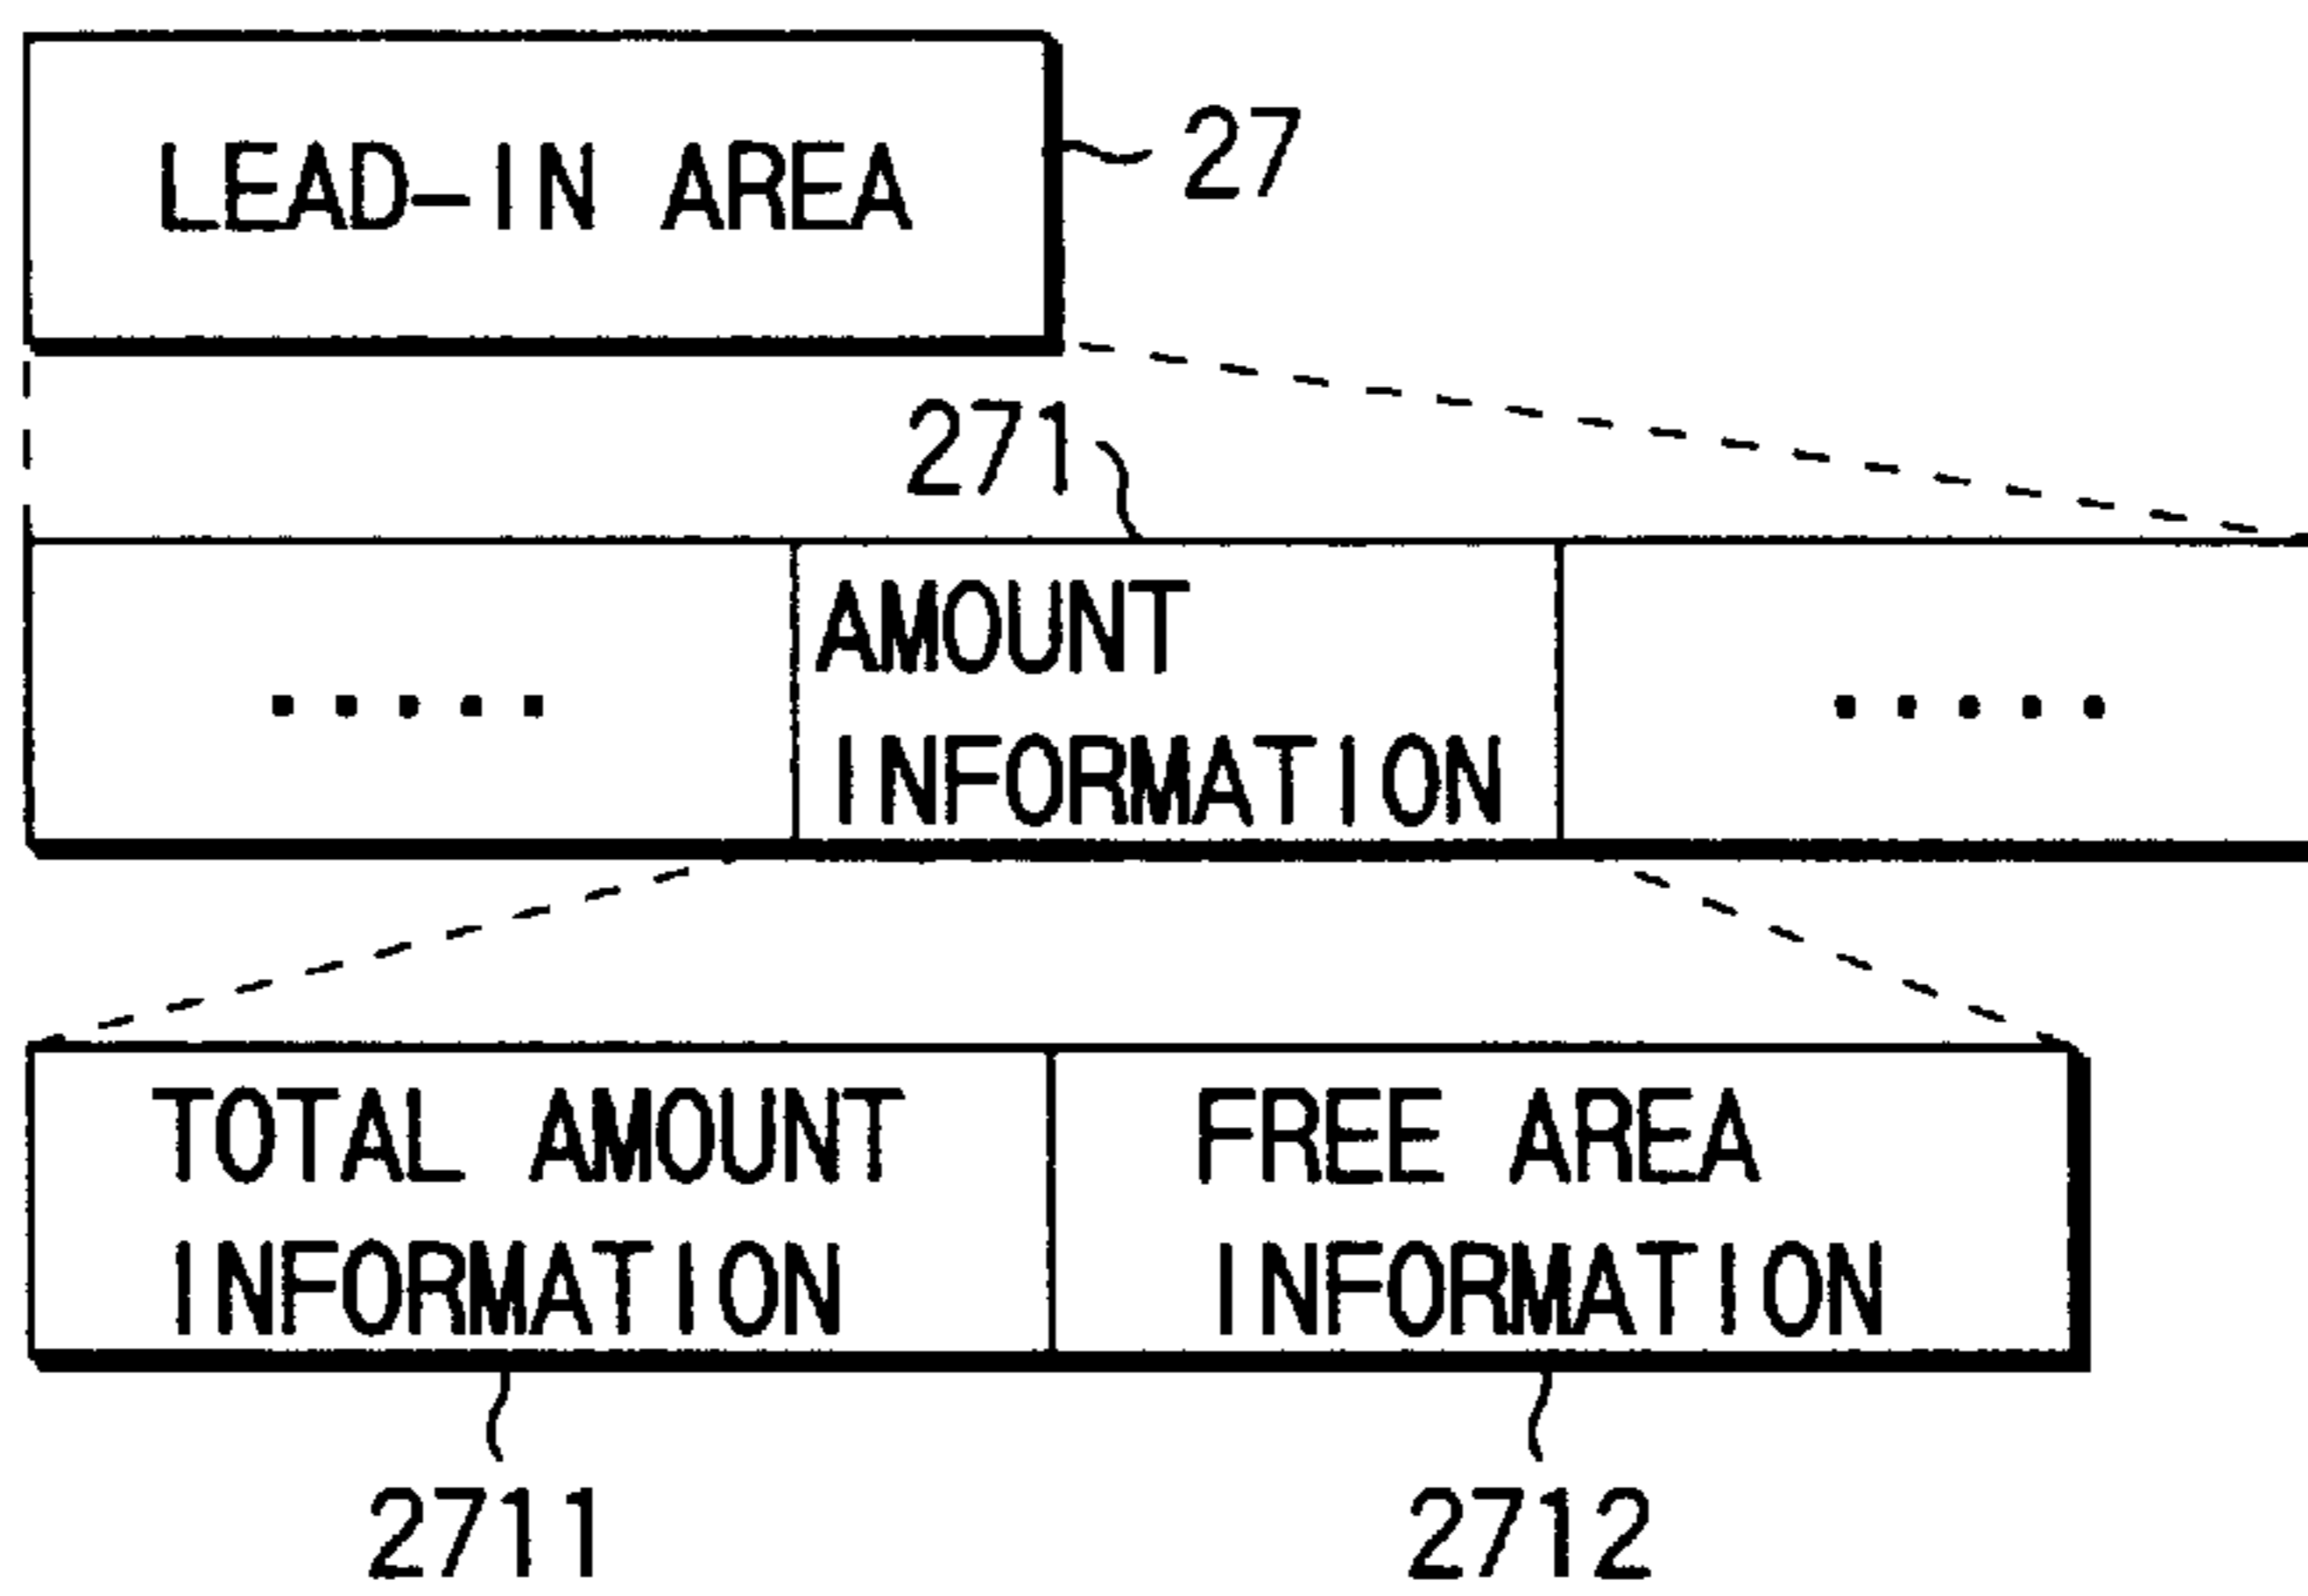 LEAD-IN AREA
27
271
AMOUNT
INFORMATION
.....
.....
TOTAL AMOUNT
INFORMATION
FREE AREA
INFORMATION
2711
2712